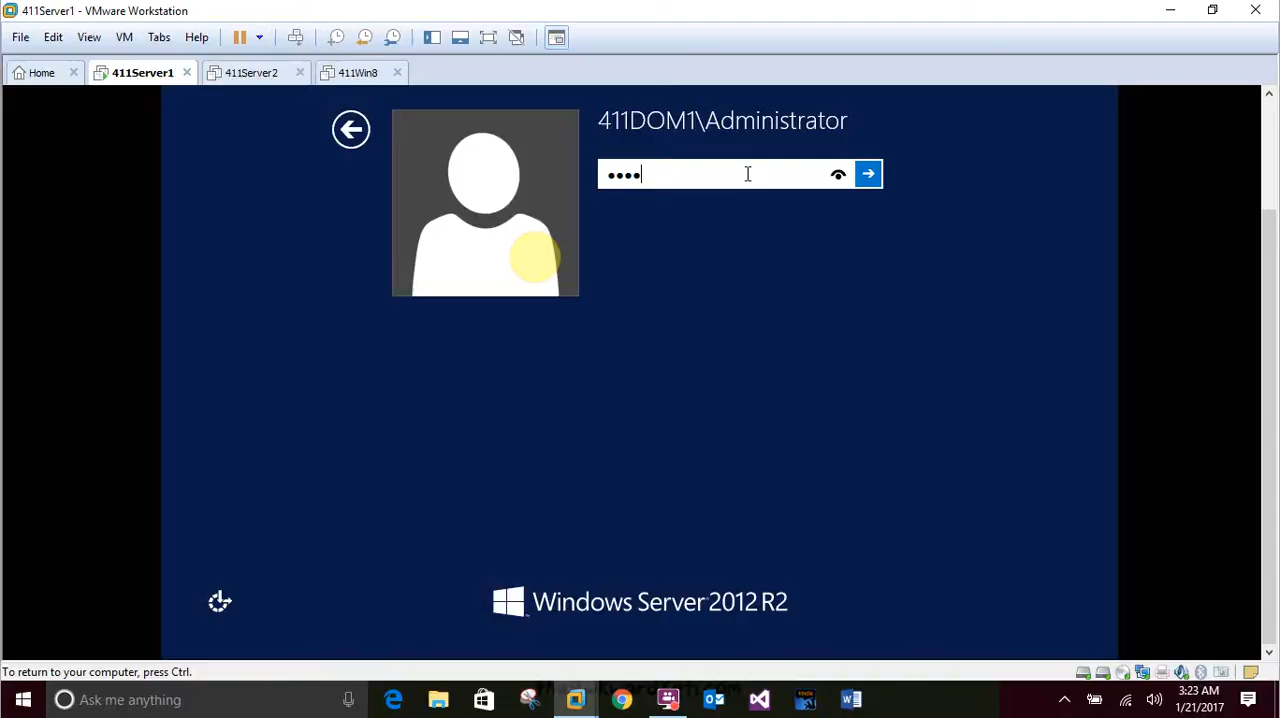 411Server1 - VMware Workstation
File Edit View VM Tabs Help
Home 411Server1 411Server2 411Win8
411DOM1\Administrator
Windows Server 2012 R2
To return to your computer, press Ctrl.
Ask me anything
2:23 AM
1/21/2017